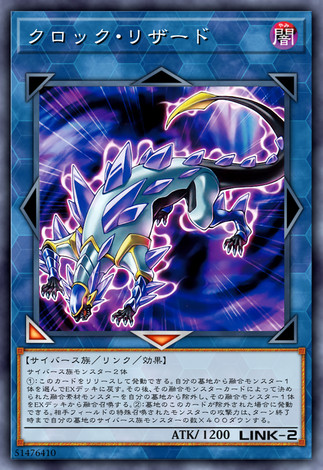 クロック・リザード
闇
やみ
【サイバース族／リンク／効果】
サイバース族モンスター２体
①：このカードをリリースして発動できる。自分の墓地から融合モンスター１
体を選んでEXデッキに戻す。その後、その融合モンスターカードによって決め
られた融合素材モンスターを自分の墓地から除外し、その融合モンスター１体
をEXデッキから融合召喚する。②：墓地のこのカードが除外された場合に発動
できる。相手フィールドの特殊召喚されたモンスターの攻撃力は、ターン終了
時まで自分の墓地のサイバース族モンスターの数×４００ダウンする。
ATK/1200 LINK-2
51476410